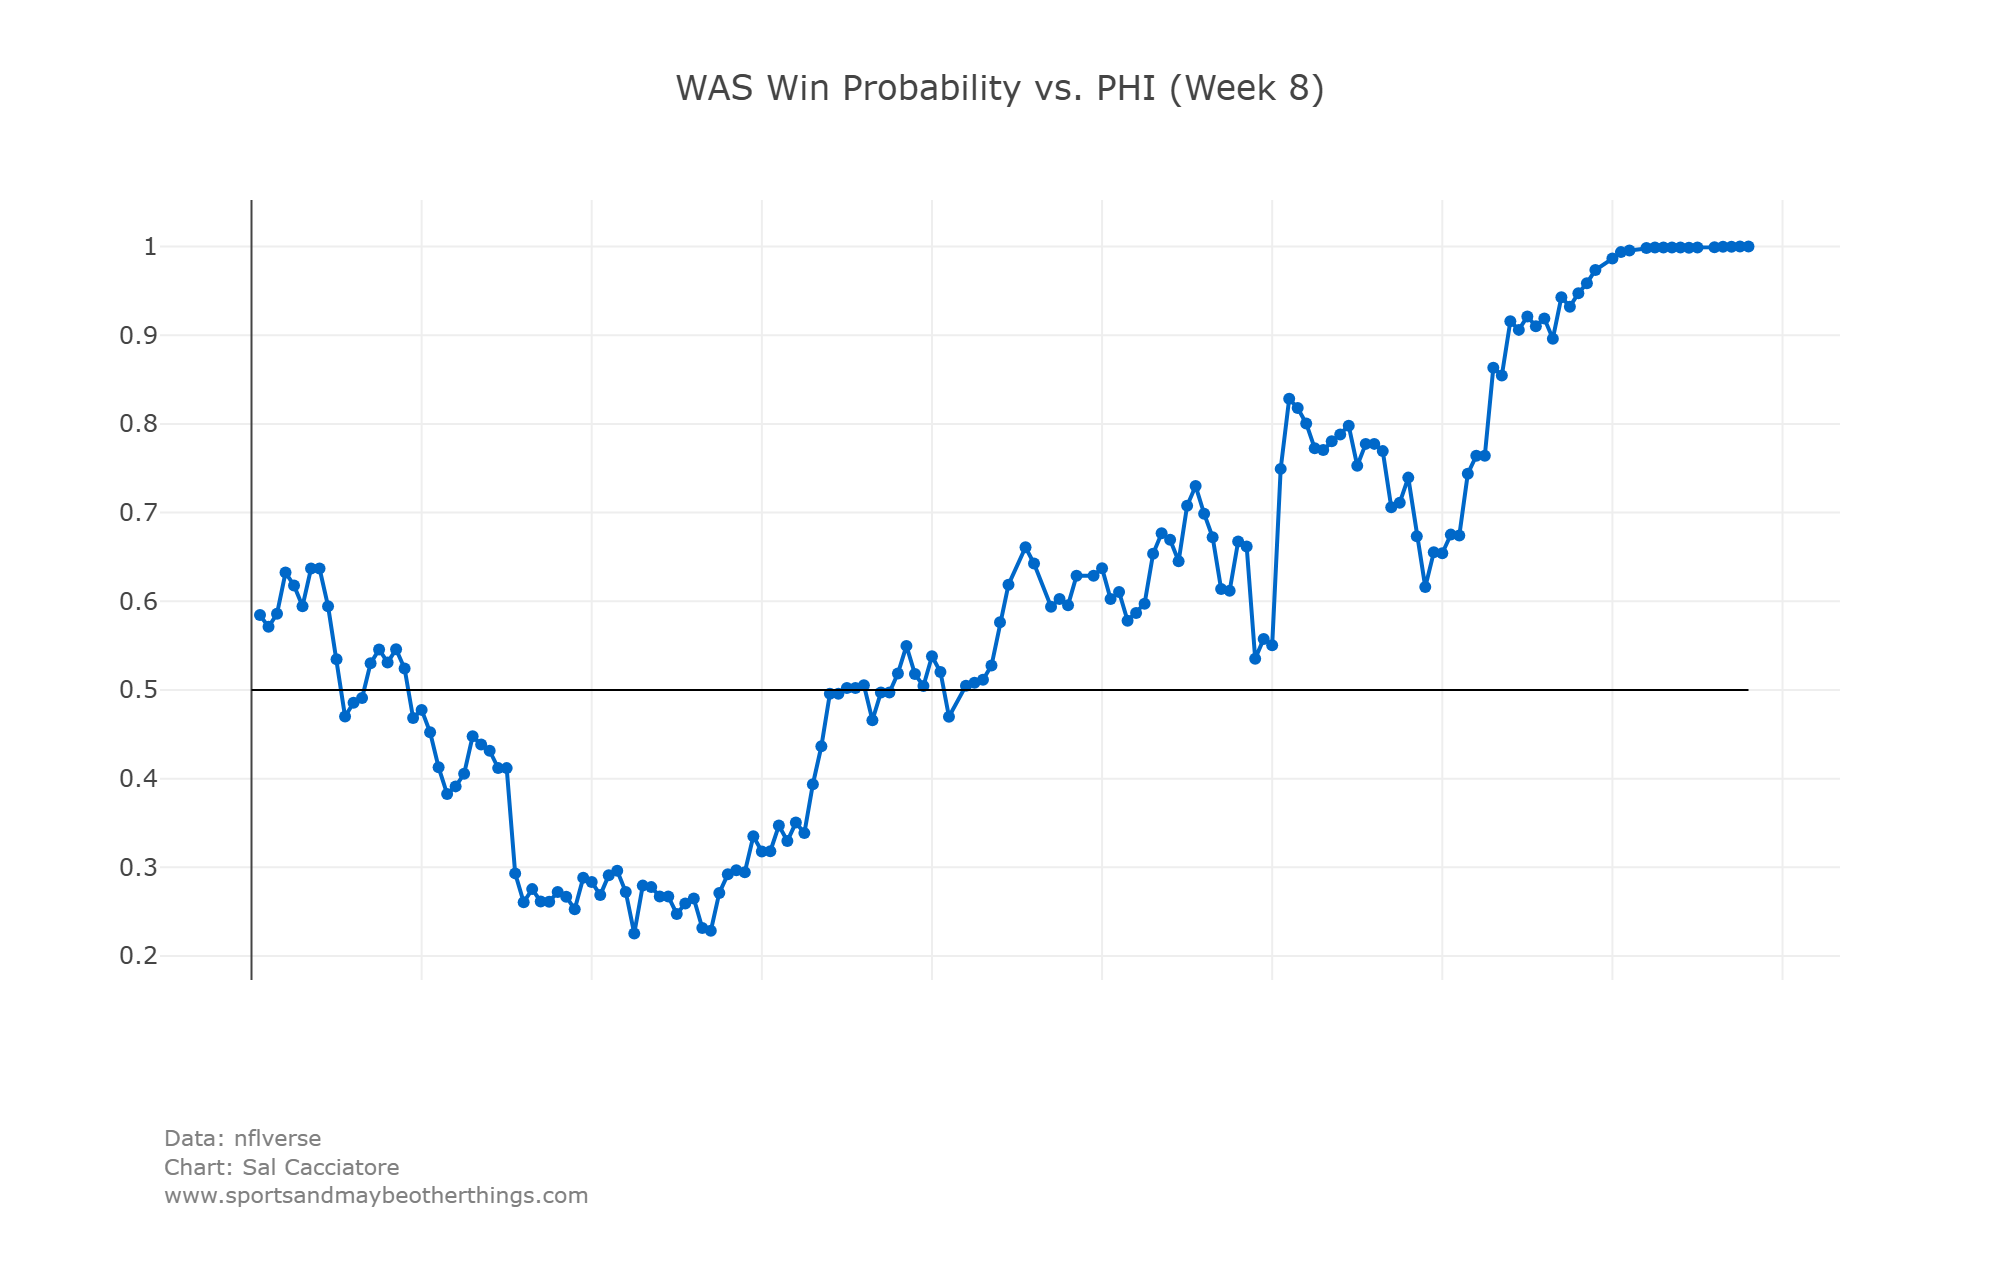 WAS Win Probability vs. PHI (Week 8)
1
0.9
0.8
0.7
0.6
0.5
0.4
0.3
0.2
Data: nflverse
Chart: Sal Cacciatore
www.sportsandmaybeotherthings.com